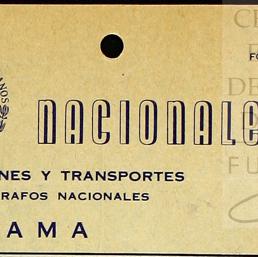 NACIONALE
NES Y TRANSPORTES
RAFOS NACIONALES
AMA